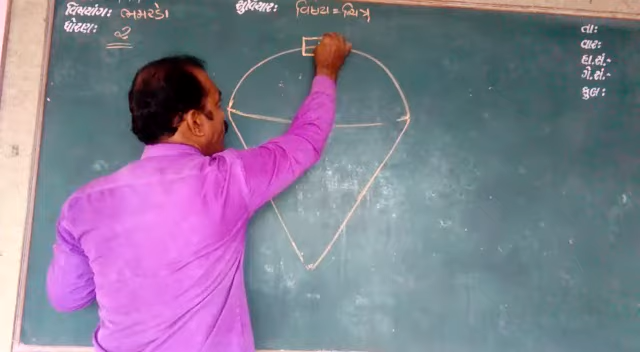 વિષયાંગ: ભમરડો
ધોરણ: ૨
સુવિચાર:
વિષય = ચિત્ર
તા:
વાર:
હા.સં.-
ગે.સં.-
કુલ: